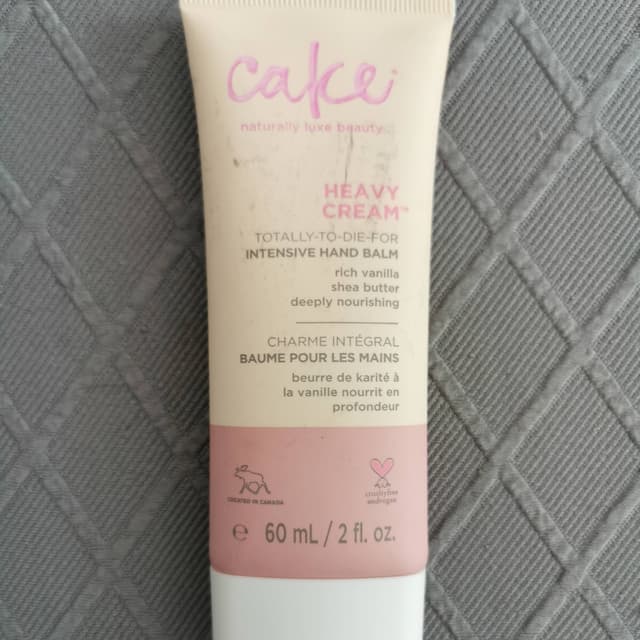 cake
naturally luxe beauty
HEAVY
CREAM™
TOTALLY-TO-DIE-FOR
INTENSIVE HAND BALM
rich vanilla
shea butter
deeply nourishing
CHARME INTÉGRAL
BAUME POUR LES MAINS
beurre de karité à
la vanille nourrit en
profondeur
CREATED IN CANADA
crueltyfree
andvegan
e 60 mL / 2 fl. oz.